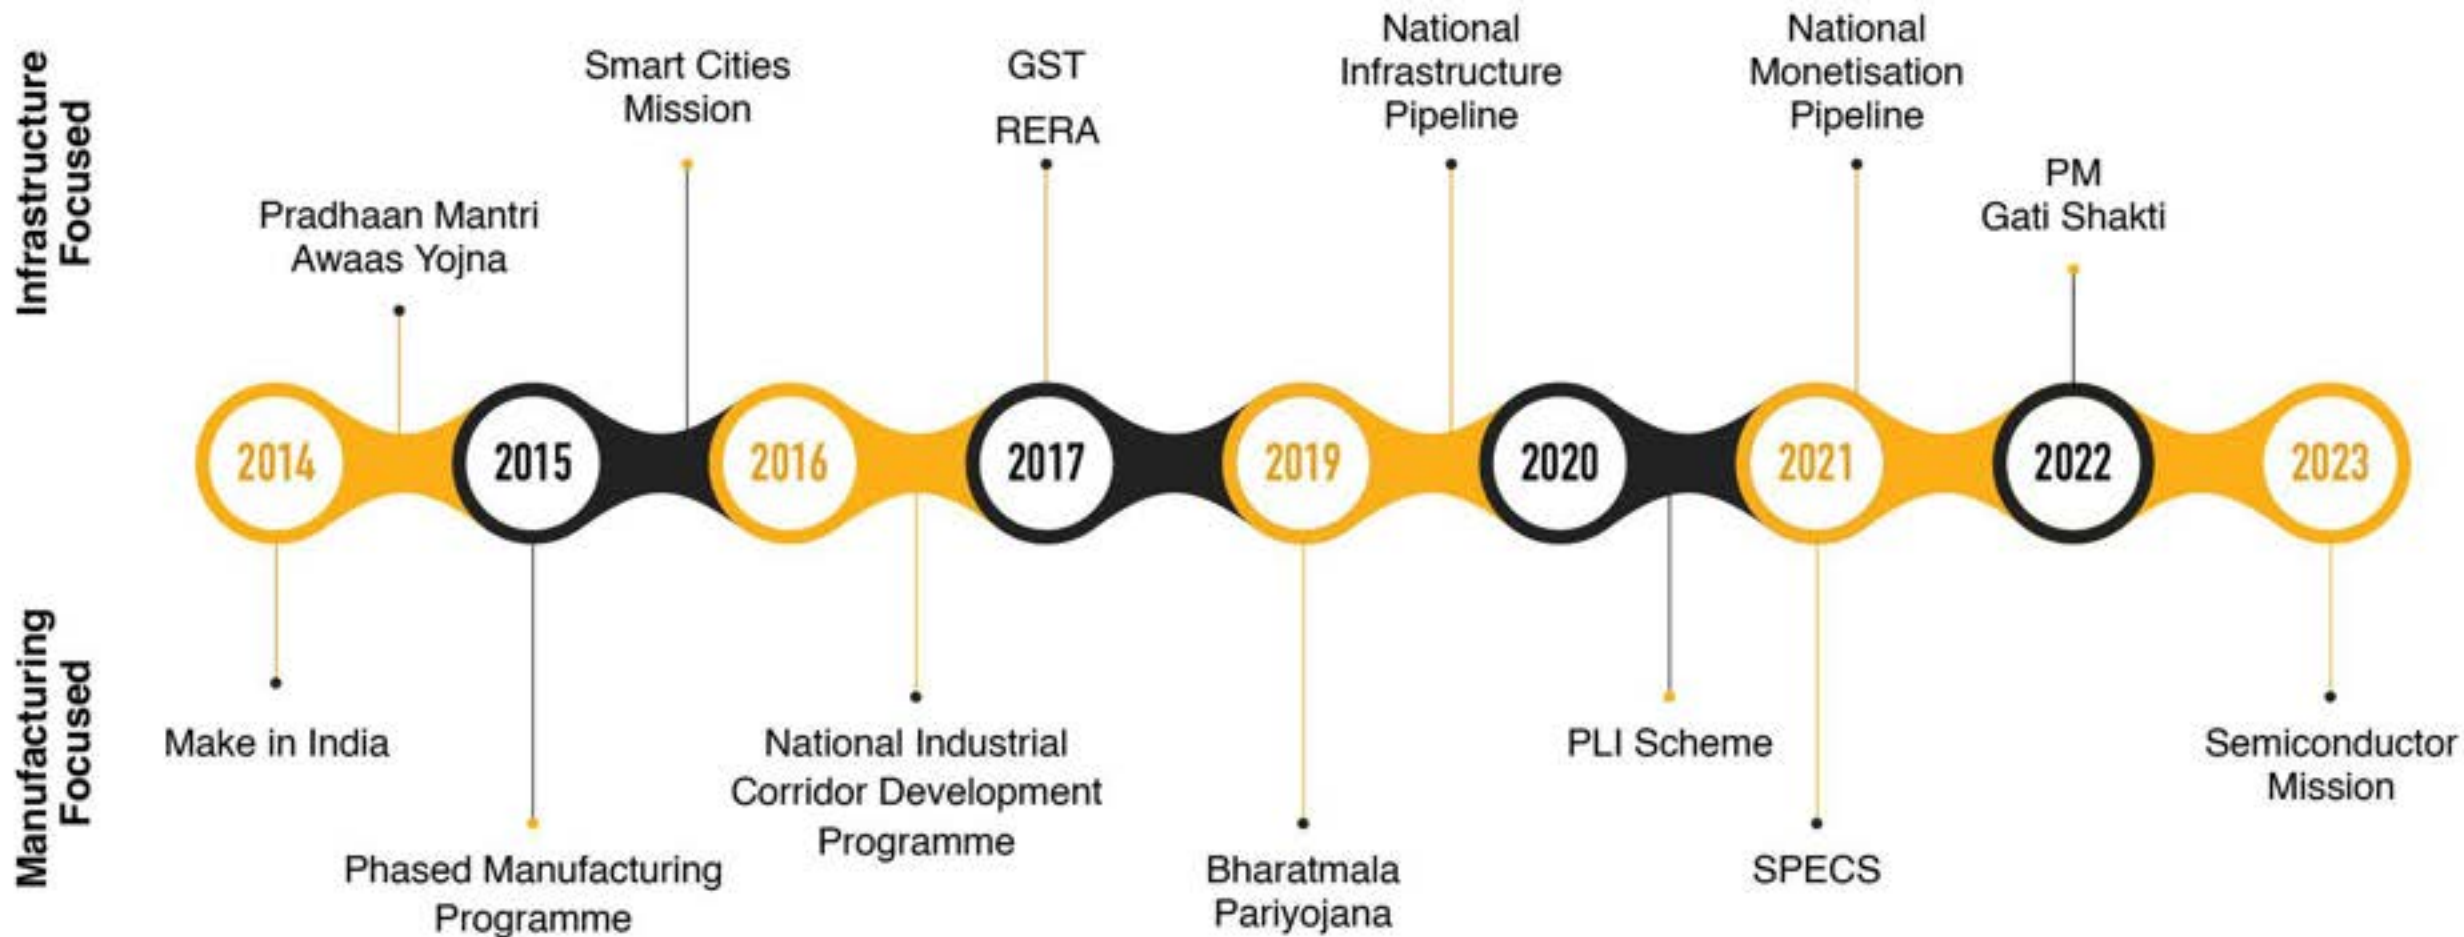 Infrastructure
Focused
Pradhaan Mantri
Awaas Yojna
Smart Cities
Mission
GST
RERA
National
Infrastructure
Pipeline
National
Monetisation
Pipeline
PM
Gati Shakti
2014
2015
2016
2017
2019
2020
2021
2022
2023
Manufacturing
Focused
Make in India
Phased Manufacturing
Programme
National Industrial
Corridor Development
Programme
Bharatmala
Pariyojana
PLI Scheme
SPECS
Semiconductor
Mission